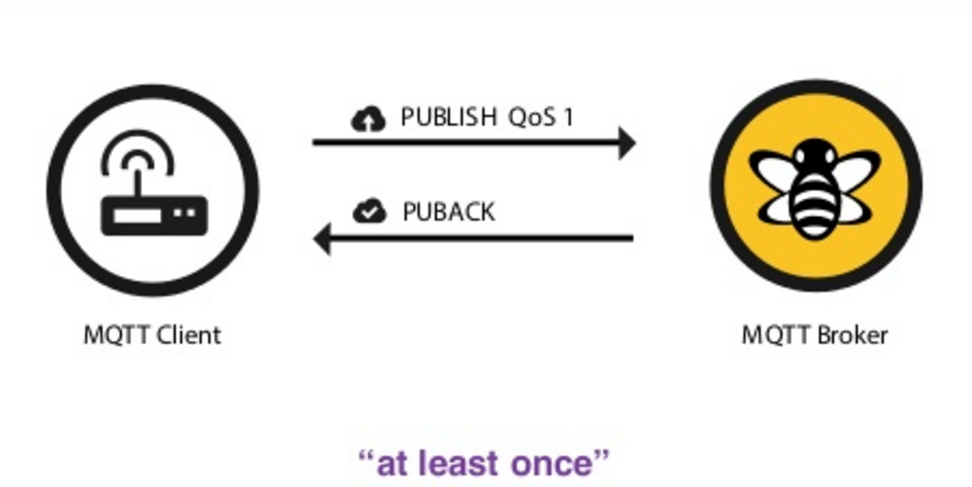 PUBLISH QoS 1
PUBACK
MQTT Client
MQTT Broker
“at least once”